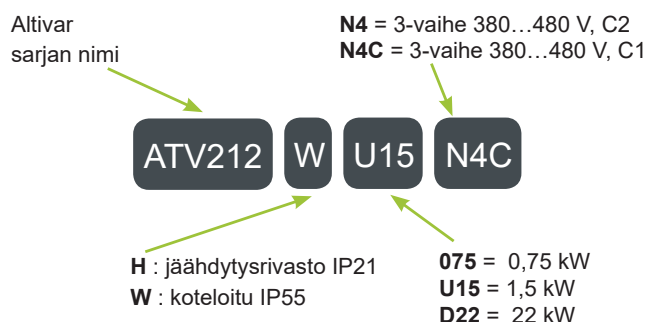 Altivar
sarjan nimi
N4 = 3-vaihe 380…480 V, C2
N4C = 3-vaihe 380…480 V, C1
ATV212 W U15 N4C
H : jäähdytysrivasto IP21
W : koteloitu IP55
075 = 0,75 kW
U15 = 1,5 kW
D22 = 22 kW